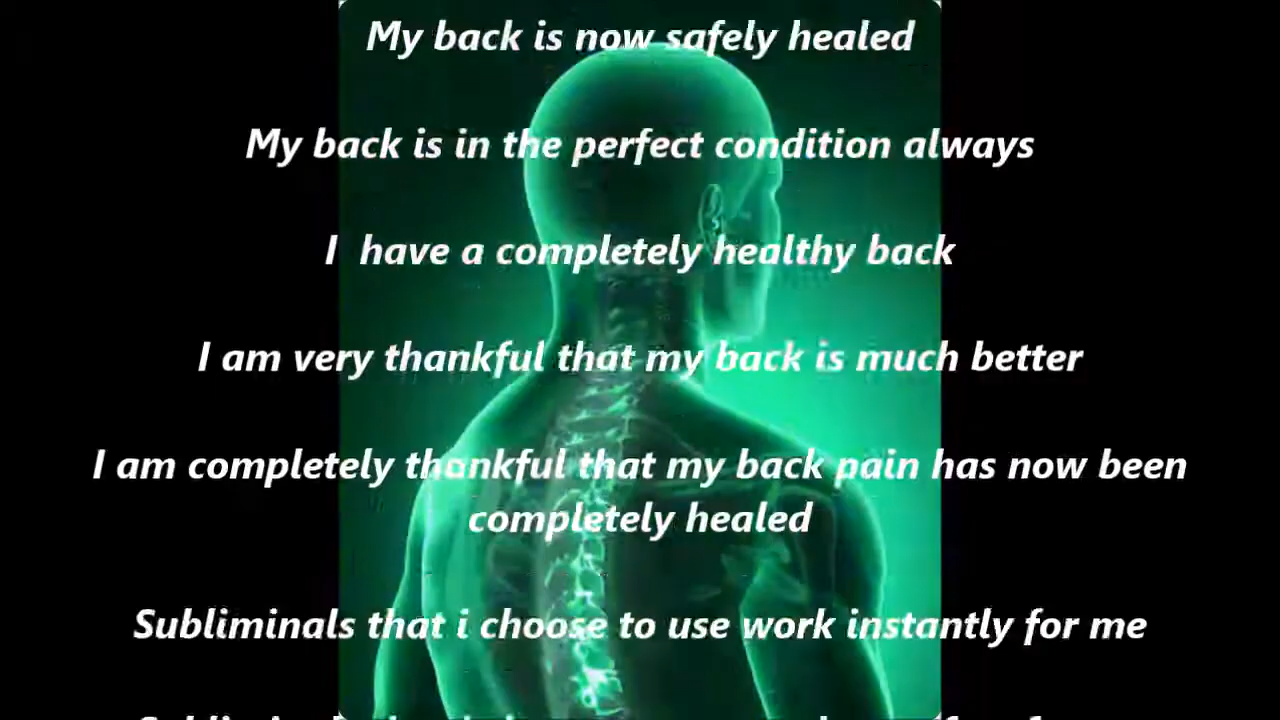 My back is now safely healed
My back is in the perfect condition always
I  have a completely healthy back
I am very thankful that my back is much better
I am completely thankful that my back pain has now been
completely healed
Subliminals that i choose to use work instantly for me